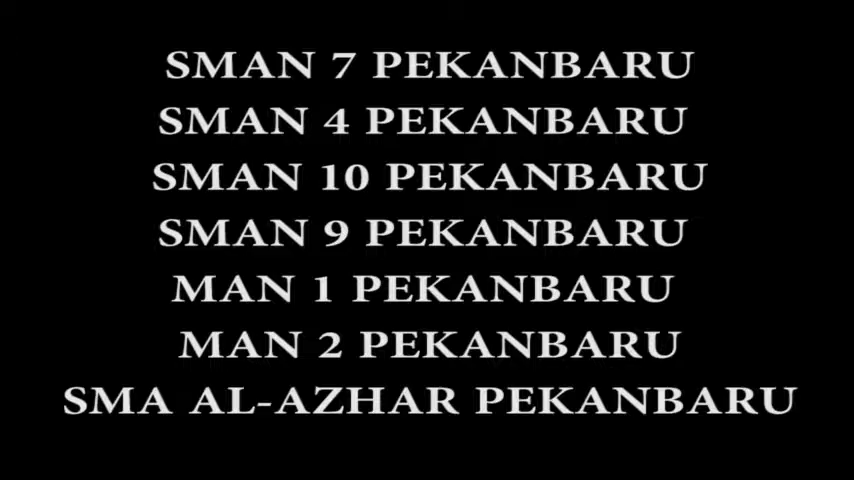 SMAN 7 PEKANBARU
SMAN 4 PEKANBARU
SMAN 10 PEKANBARU
SMAN 9 PEKANBARU
MAN 1 PEKANBARU
MAN 2 PEKANBARU
SMA AL-AZHAR PEKANBARU